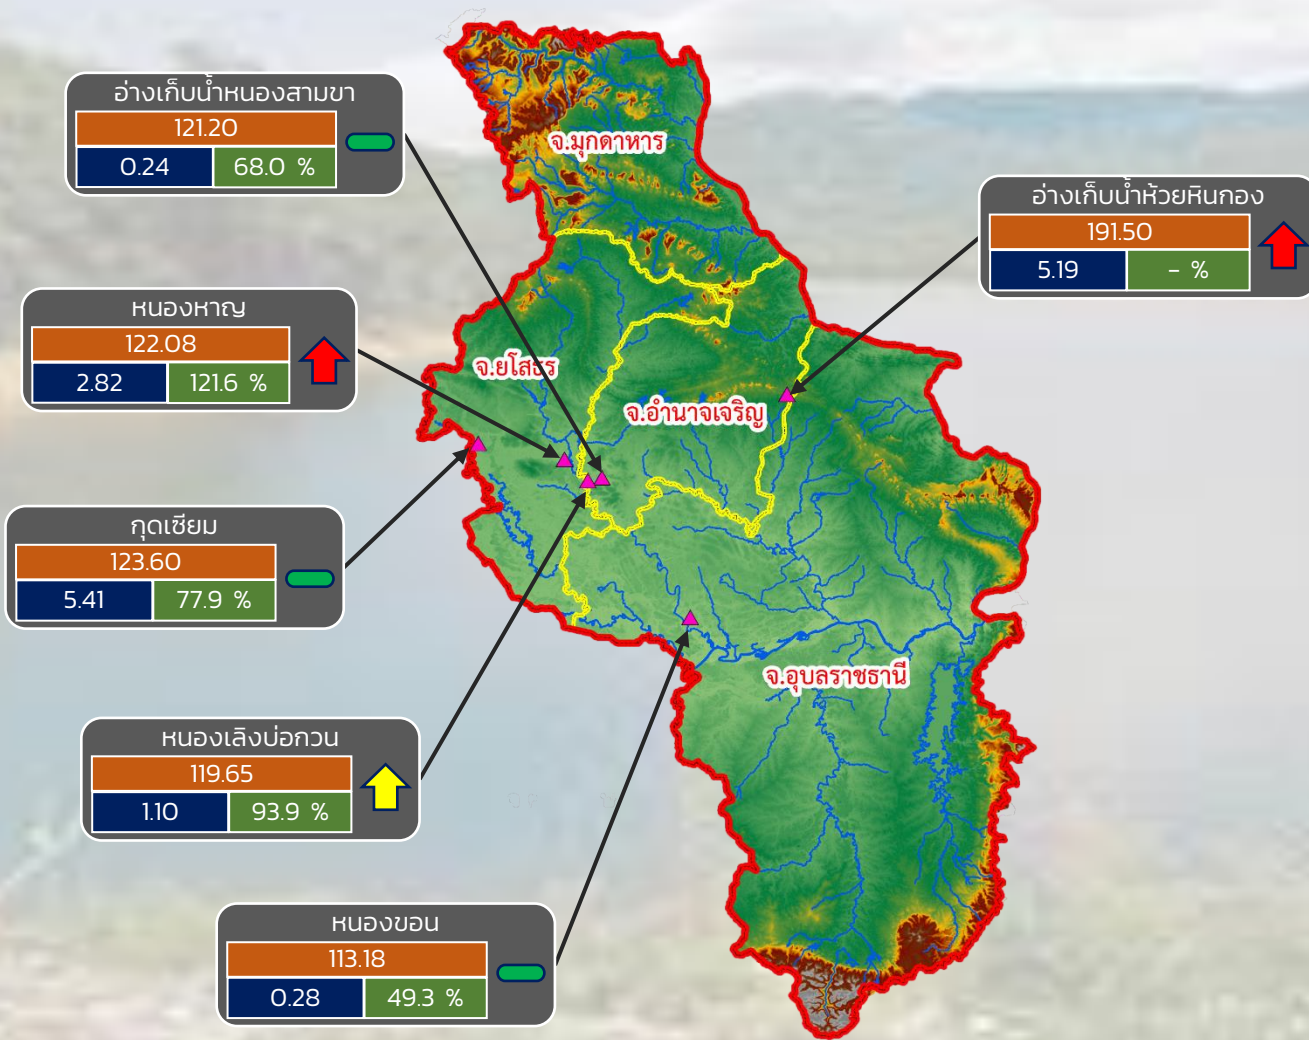 อ่างเก็บน้ำหนองสามขา
121.20
0.24 68.0 %
จ.มุกดาหาร
อ่างเก็บน้ำห้วยหินกอง
191.50
5.19 - %
หนองหาญ
122.08
2.82 121.6 %
จ.ยโสธร
จ.อำนาจเจริญ
กุดเซียม
123.60
5.41 77.9 %
จ.อุบลราชธานี
หนองเลิงบ่อกวน
119.65
1.10 93.9 %
หนองขอน
113.18
0.28 49.3 %